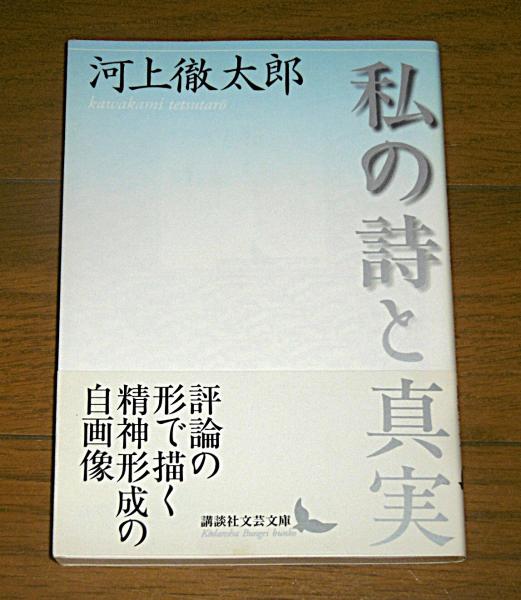 私の詩と真実
河上徹太郎
kawakami tetsutarō
評論の
形で描く
精神形成の
自画像
講談社文芸文庫
Kōdansha Bungei bunko